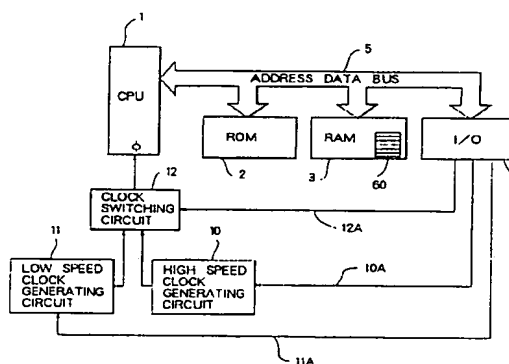 1
5
ADDRESS DATA BUS
CPU
ROM
RAM
I/O
2
3
60
12
CLOCK
SWITCHING
CIRCUIT
12A
11
10
LOW SPEED
CLOCK
GENERATING
CIRCUIT
HIGH SPEED
CLOCK
GENERATING
CIRCUIT
10A
11A